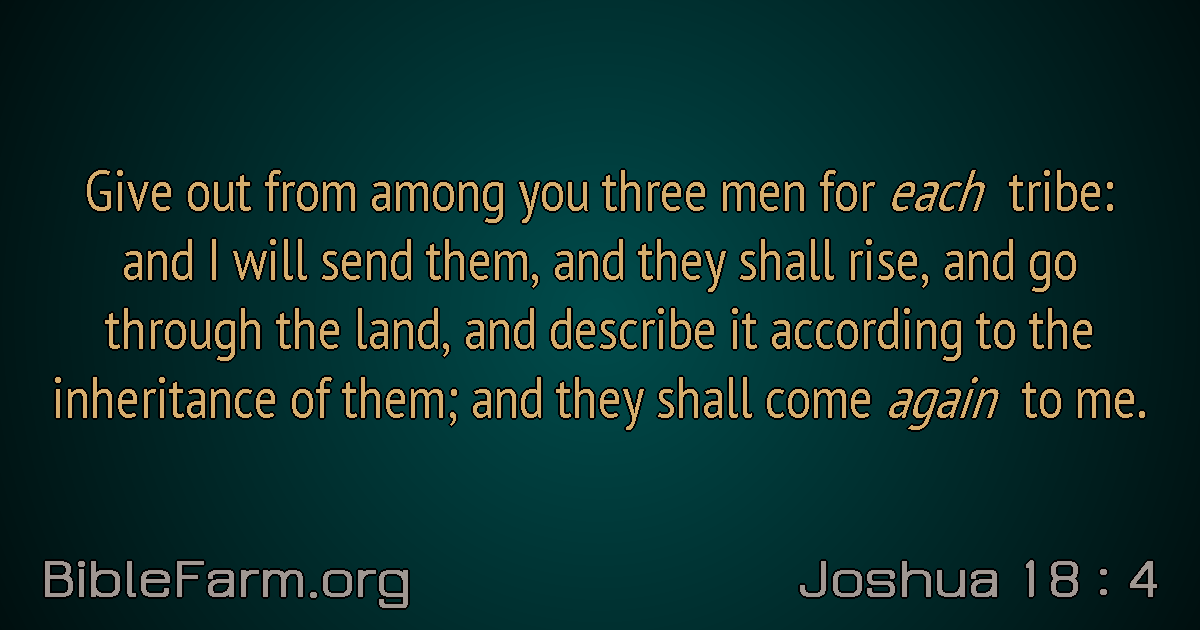 Give out from among you three men for each tribe:
and I will send them, and they shall rise, and go
through the land, and describe it according to the
inheritance of them; and they shall come again to me.
BibleFarm.org
Joshua 18 : 4